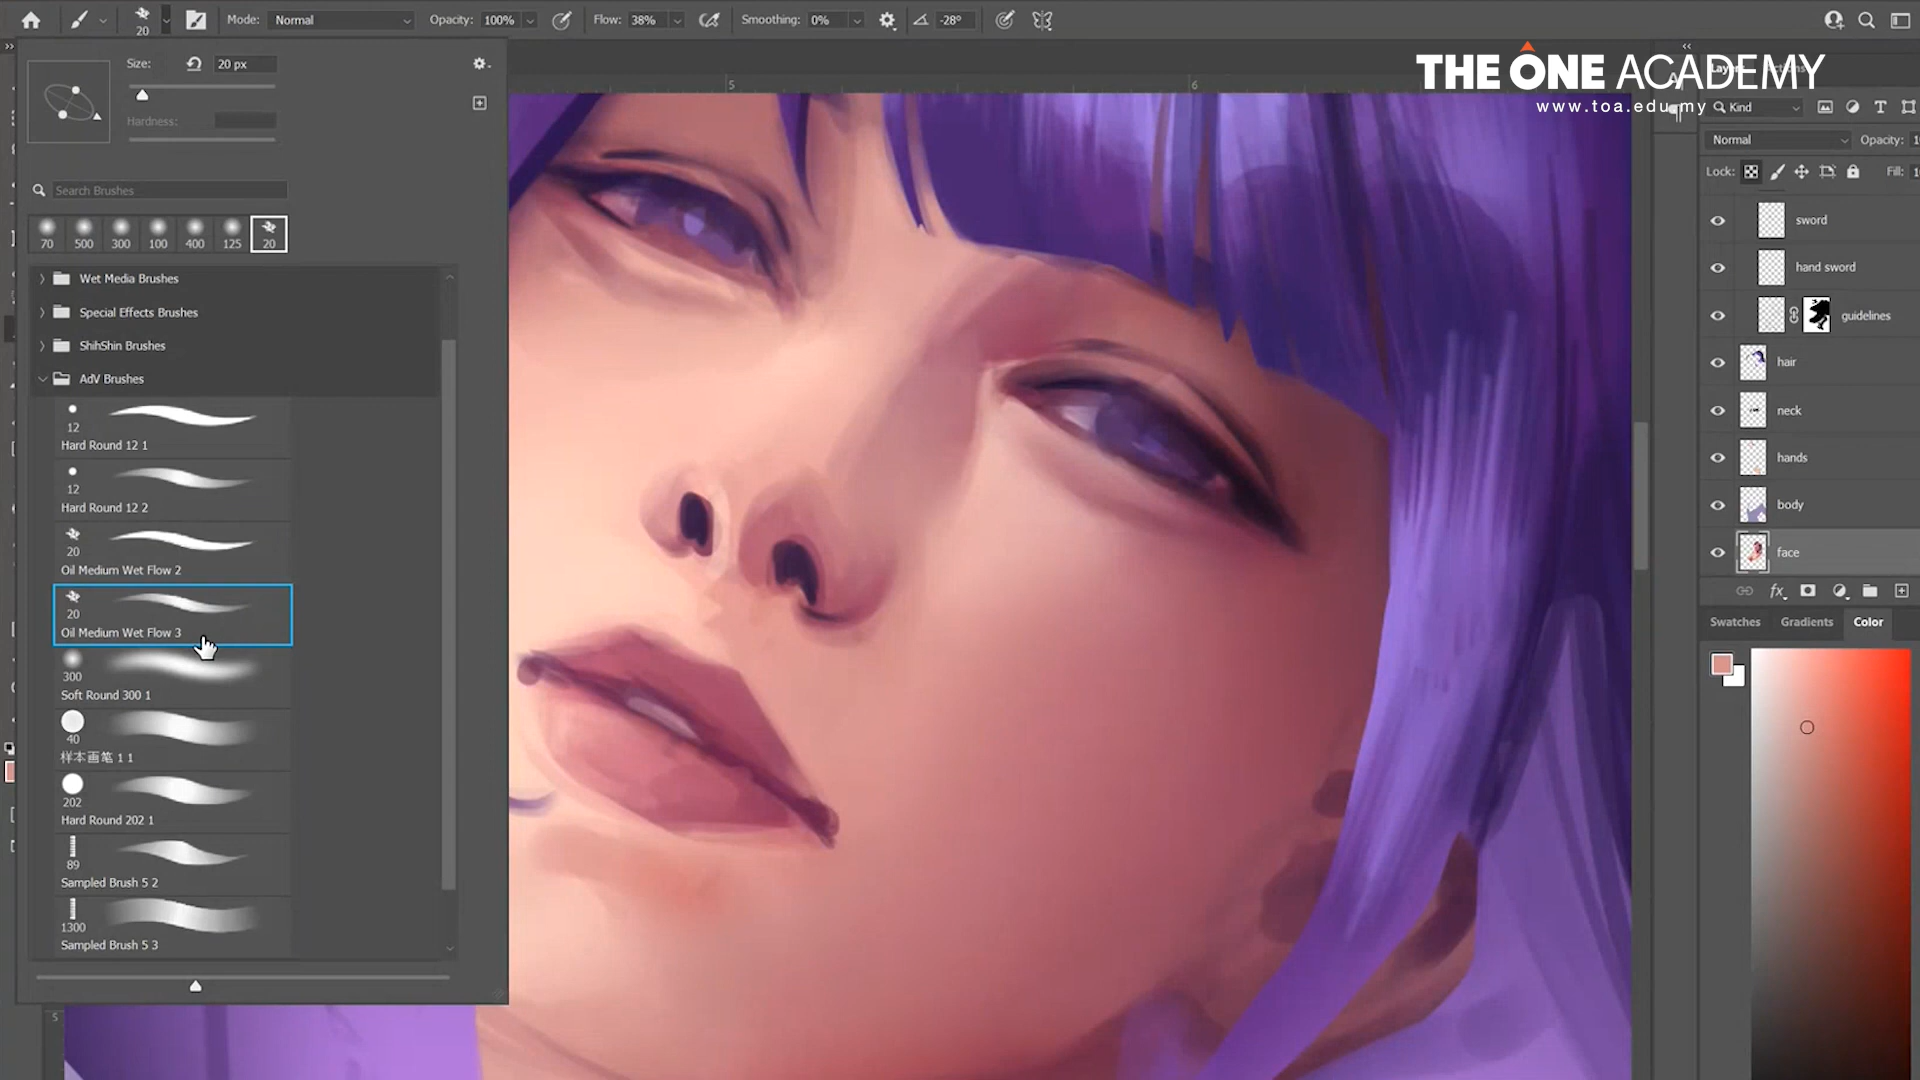 20
Mode: Normal
Opacity: 100%
Flow: 38%
Smoothing: 0%
-28°
THE ONE ACADEMY
www.toa.edu.my
Size:
20 px
Hardness:
Search Brushes
70 500 300 100 400 125 20
Wet Media Brushes
Special Effects Brushes
ShihShin Brushes
AdV Brushes
12
Hard Round 12 1
12
Hard Round 12 2
20
Oil Medium Wet Flow 2
20
Oil Medium Wet Flow 3
300
Soft Round 300 1
40
样本画笔 1 1
202
Hard Round 202 1
89
Sampled Brush 5 2
1300
Sampled Brush 5 3
5
5
6
Kind
Normal
Opacity: 1
Lock:
Fill: 1
sword
hand sword
guidelines
hair
neck
hands
body
face
fx
Swatches Gradients Color